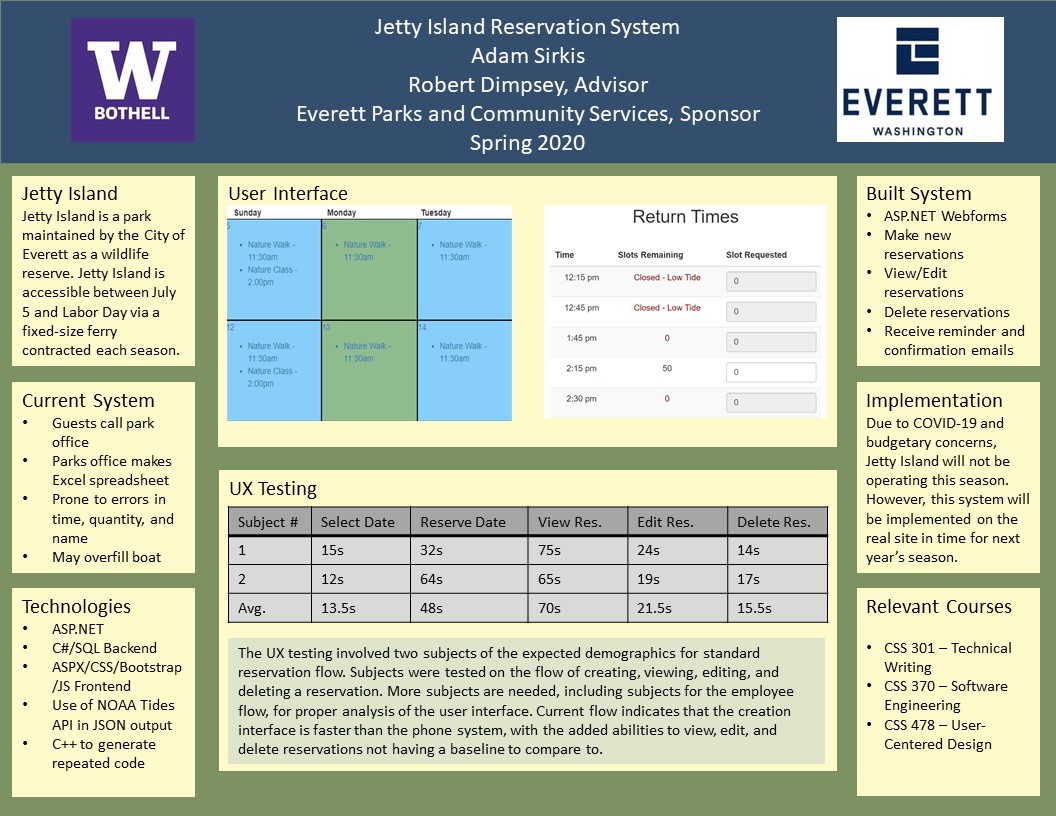 W
BOTHELL
Jetty Island Reservation System
Adam Sirkis
Robert Dimpsey, Advisor
Everett Parks and Community Services, Sponsor
Spring 2020
EVERETT
WASHINGTON
Jetty Island
Jetty Island is a park
maintained by the City of
Everett as a wildlife
reserve. Jetty Island is
accessible between July
5 and Labor Day via a
fixed-size ferry
contracted each season.
Current System
• Guests call park
office
• Parks office makes
Excel spreadsheet
• Prone to errors in
time, quantity, and
name
• May overfill boat
Technologies
• ASP.NET
• C#/SQL Backend
• ASPX/CSS/Bootstrap
/JS Frontend
• Use of NOAA Tides
API in JSON output
• C++ to generate
repeated code
User Interface
Sunday Monday Tuesday
5 6 7
• Nature Walk - • Nature Walk - • Nature Walk -
11:30am 11:30am 11:30am
• Nature Class -
2:00pm
12 13 14
• Nature Walk - • Nature Walk - • Nature Walk -
11:30am 11:30am 11:30am
• Nature Class -
2:00pm
Return Times
Time Slots Remaining Slot Requested
12:15 pm Closed - Low Tide 0
12:45 pm Closed - Low Tide 0
1:45 pm 0 0
2:15 pm 50 0
2:30 pm 0 0
UX Testing
Subject # Select Date Reserve Date View Res. Edit Res. Delete Res.
1 15s 32s 75s 24s 14s
2 12s 64s 65s 19s 17s
Avg. 13.5s 48s 70s 21.5s 15.5s
The UX testing involved two subjects of the expected demographics for standard
reservation flow. Subjects were tested on the flow of creating, viewing, editing, and
deleting a reservation. More subjects are needed, including subjects for the employee
flow, for proper analysis of the user interface. Current flow indicates that the creation
interface is faster than the phone system, with the added abilities to view, edit, and
delete reservations not having a baseline to compare to.
Built System
• ASP.NET Webforms
• Make new
reservations
• View/Edit
reservations
• Delete reservations
• Receive reminder and
confirmation emails
Implementation
Due to COVID-19 and
budgetary concerns,
Jetty Island will not be
operating this season.
However, this system will
be implemented on the
real site in time for next
year’s season.
Relevant Courses
• CSS 301 – Technical
Writing
• CSS 370 – Software
Engineering
• CSS 478 – User-
Centered Design